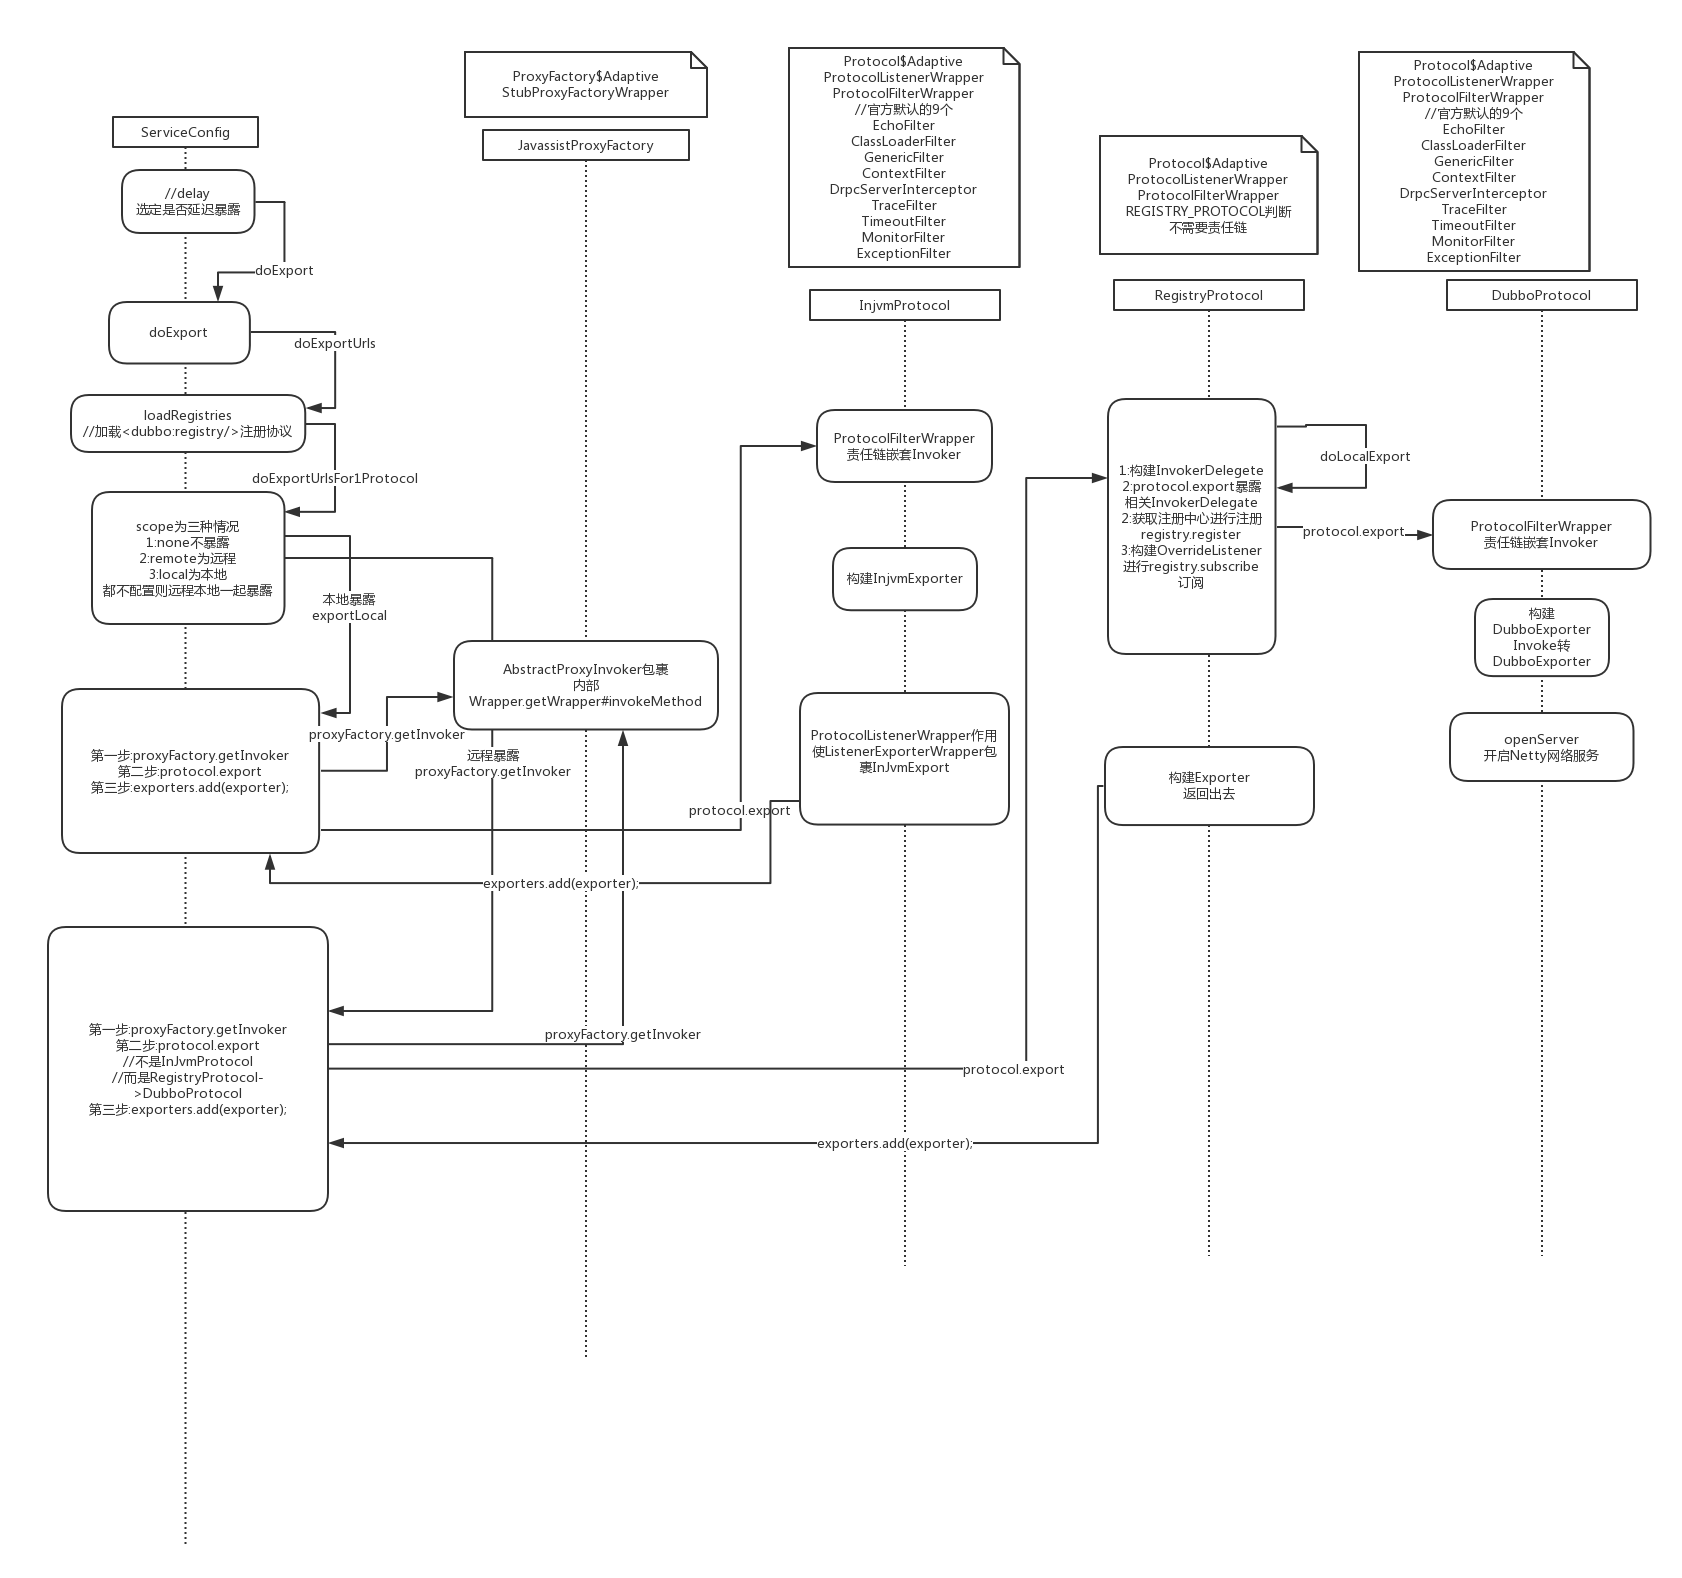 ProxyFactory$Adaptive
StubProxyFactoryWrapper
Protocol$Adaptive
ProtocolListenerWrapper
ProtocolFilterWrapper
//官方默认的9个
EchoFilter
ClassLoaderFilter
GenericFilter
ContextFilter
DrpcServerInterceptor
TraceFilter
TimeoutFilter
MonitorFilter
ExceptionFilter
Protocol$Adaptive
ProtocolListenerWrapper
ProtocolFilterWrapper
REGISTRY_PROTOCOL判断
不需要责任链
Protocol$Adaptive
ProtocolListenerWrapper
ProtocolFilterWrapper
//官方默认的9个
EchoFilter
ClassLoaderFilter
GenericFilter
ContextFilter
DrpcServerInterceptor
TraceFilter
TimeoutFilter
MonitorFilter
ExceptionFilter
ServiceConfig
JavassistProxyFactory
InjvmProtocol
RegistryProtocol
DubboProtocol
//delay
选定是否延迟暴露
doExport
doExport
doExportUrls
loadRegistries
//加载<dubbo:registry/>注册协议
doExportUrlsFor1Protocol
scope为三种情况
1:none不暴露
2:remote为远程
3:local为本地
都不配置则远程本地一起暴露
本地暴露
exportLocal
第一步:proxyFactory.getInvoker
第二步:protocol.export
第三步:exporters.add(exporter);
proxyFactory.getInvoker
AbstractProxyInvoker包裹
内部
Wrapper.getWrapper#invokeMethod
远程暴露
proxyFactory.getInvoker
protocol.export
exporters.add(exporter);
ProtocolFilterWrapper
责任链嵌套Invoker
构建InjvmExporter
ProtocolListenerWrapper作用
使ListenerExporterWrapper包
裹InJvmExport
1:构建InvokerDelegete
2:protocol.export暴露
相关InvokerDelegate
2:获取注册中心进行注册
registry.register
3:构建OverrideListener
进行registry.subscribe
订阅
doLocalExport
protocol.export
ProtocolFilterWrapper
责任链嵌套Invoker
构建
DubboExporter
Invoke转
DubboExporter
openServer
开启Netty网络服务
构建Exporter
返回出去
第一步:proxyFactory.getInvoker
第二步:protocol.export
//不是InJvmProtocol
//而是RegistryProtocol-
>DubboProtocol
第三步:exporters.add(exporter);
proxyFactory.getInvoker
protocol.export
exporters.add(exporter);